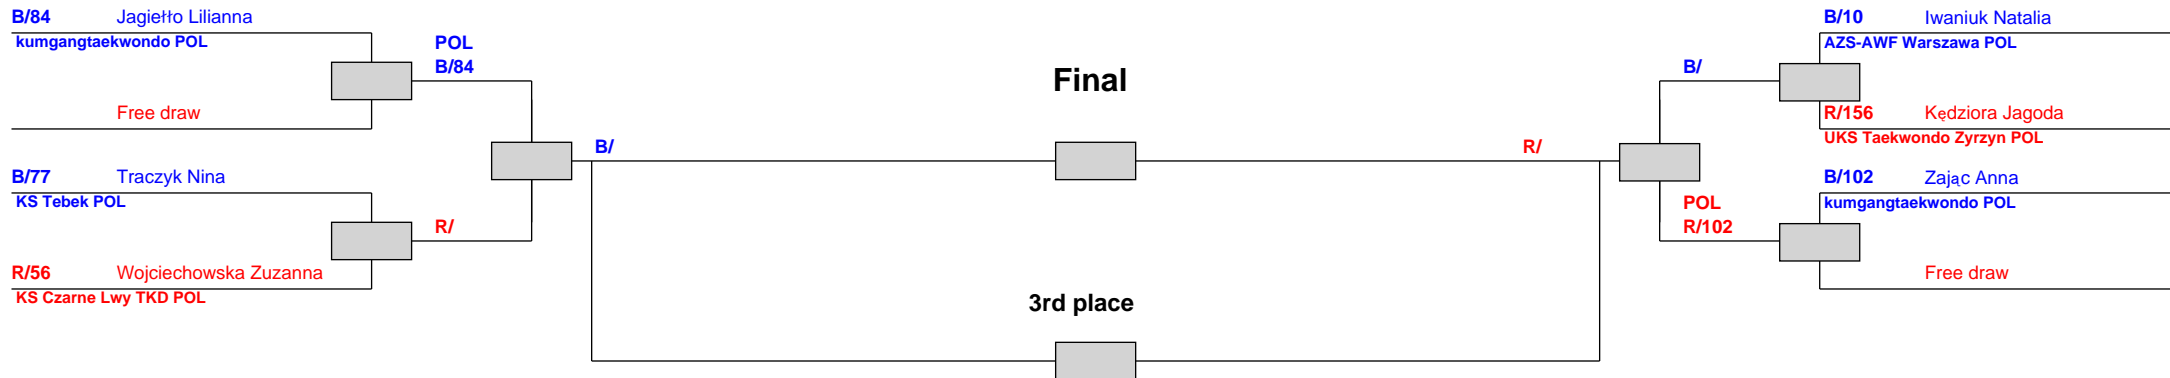 B/84 Jagiełło Lilianna
kumgangtaekwondo POL
POL
B/84
Free draw
B/77 Traczyk Nina
KS Tebek POL
R/
R/56 Wojciechowska Zuzanna
KS Czarne Lwy TKD POL
B/
Final
3rd place
R/
B/
POL
R/102
B/10 Iwaniuk Natalia
AZS-AWF Warszawa POL
R/156 Kędziora Jagoda
UKS Taekwondo Zyrzyn POL
B/102 Zając Anna
kumgangtaekwondo POL
Free draw